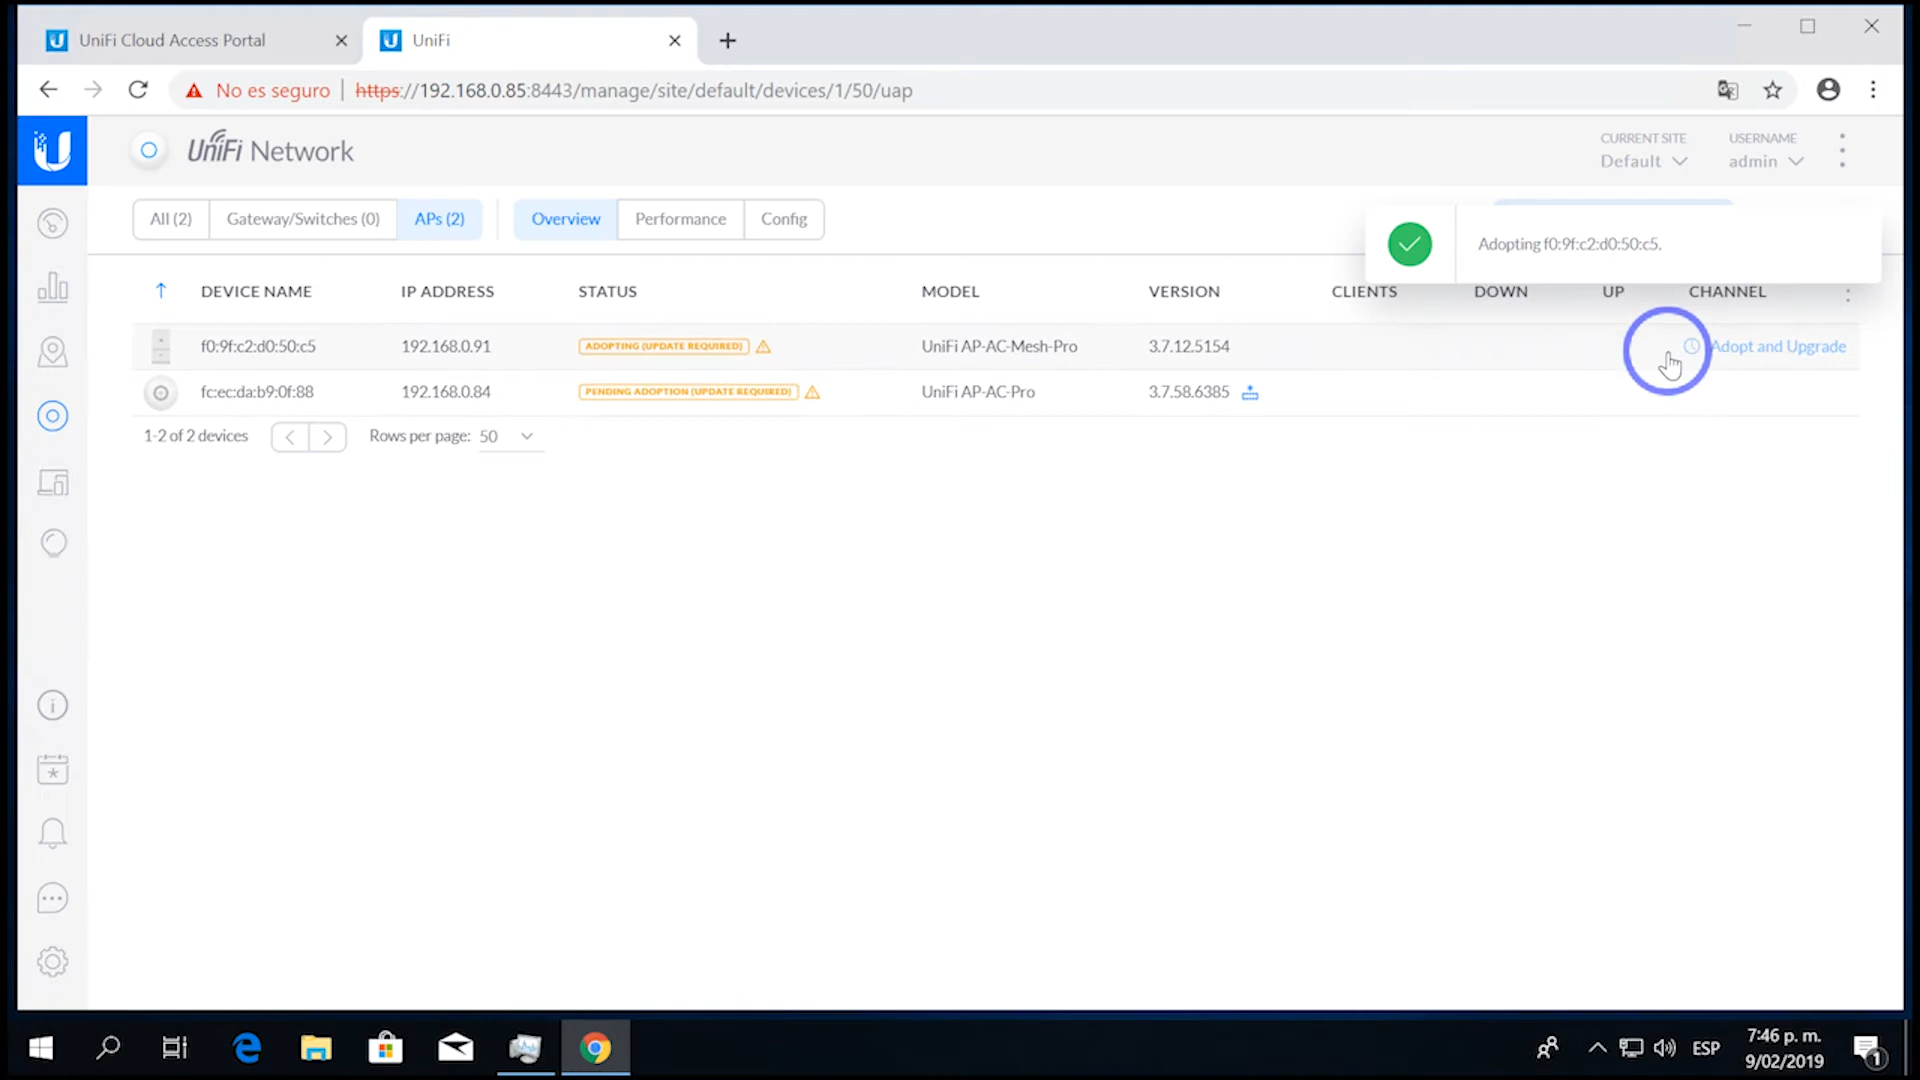 UniFi Cloud Access Portal
UniFi
No es seguro | https://192.168.0.85:8443/manage/site/default/devices/1/50/uap
UniFi Network
CURRENT SITE
Default
USERNAME
admin
All (2) Gateway/Switches (0) APs (2) Overview Performance Config
Adopting f0:9f:c2:d0:50:c5.
DEVICE NAME IP ADDRESS STATUS MODEL VERSION CLIENTS DOWN UP CHANNEL
f0:9f:c2:d0:50:c5 192.168.0.91 ADOPTING (UPDATE REQUIRED) UniFi AP-AC-Mesh-Pro 3.7.12.5154 Adopt and Upgrade
fc:ec:da:b9:0f:88 192.168.0.84 PENDING ADOPTION (UPDATE REQUIRED) UniFi AP-AC-Pro 3.7.58.6385
1-2 of 2 devices Rows per page: 50
ESP
7:46 p. m.
9/02/2019
1